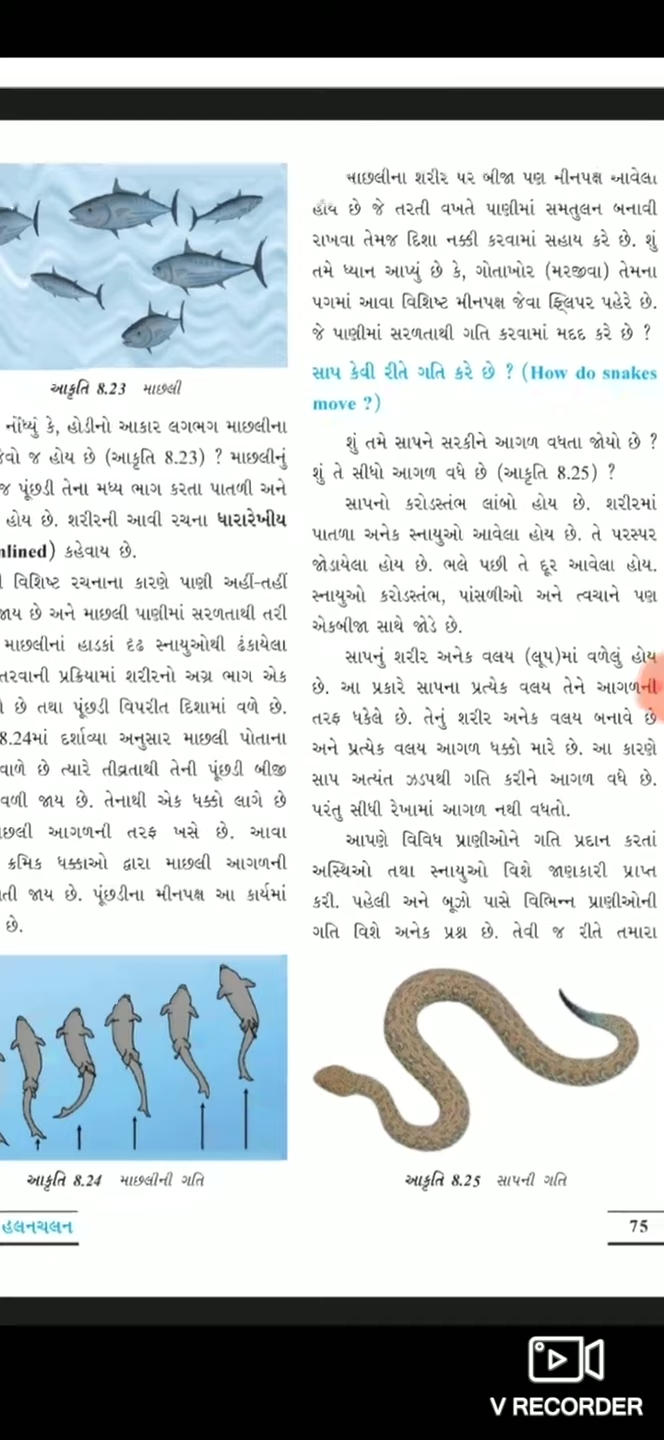 આકૃતિ 8.23 માછલી
નોંધ્યું કે, હોડીનો આકાર લગભગ માછલીના
જ હોય છે (આકૃતિ 8.23) ? માછલીનું
જ પૂંછડી તેના મધ્ય ભાગ કરતા પાતળી અને
હોય છે. શરીરની આવી રચના ધારારેખીય
mlined) કહેવાય છે.
વિશિષ્ટ રચનાના કારણે પાણી અહીં-તહીં
જાય છે અને માછલી પાણીમાં સરળતાથી તરી
માછલીનાં હાડકાં દૃઢ સ્નાયુઓથી ઢંકાયેલા
તરવાની પ્રક્રિયામાં શરીરનો અગ્ર ભાગ એક
છે તથા પૂંછડી વિપરીત દિશામાં વળે છે.
8.24માં દર્શાવ્યા અનુસાર માછલી પોતાના
વાળે છે ત્યારે તીવ્રતાથી તેની પૂંછડી બીજી
વળી જાય છે. તેનાથી એક ધક્કો લાગે છે
આગળની તરફ ખસે છે. આવા
ક્રમિક ધક્કાઓ દ્વારા માછલી આગળની
જાય છે. પૂંછડીના મીનપક્ષ આ કાર્યમાં
છે.
આકૃતિ 8.24 માછલીની ગતિ
હલનચલન
માછલીના શરીર પર બીજા પણ મીનપક્ષ આવેલા
હોય છે જે તરતી વખતે પાણીમાં સમતુલન બનાવી
રાખવા તેમજ દિશા નક્કી કરવામાં સહાય કરે છે. શું
તમે ધ્યાન આપ્યું છે કે, ગોતાખોર (મરજીવા) તેમના
પગમાં આવા વિશિષ્ટ મીનપક્ષ જેવા ફ્લિપર પહેરે છે.
જે પાણીમાં સરળતાથી ગતિ કરવામાં મદદ કરે છે ?
સાપ કેવી રીતે ગતિ કરે છે ? (How do snakes
move ?)
શું તમે સાપને સરકીને આગળ વધતા જોયો છે ?
શું તે સીધો આગળ વધે છે (આકૃતિ 8.25) ?
સાપનો કરોડસ્તંભ લાંબો હોય છે. શરીરમાં
પાતળા અનેક સ્નાયુઓ આવેલા હોય છે. તે પરસ્પર
જોડાયેલા હોય છે. ભલે પછી તે દૂર આવેલા હોય.
સ્નાયુઓ કરોડસ્તંભ, પાંસળીઓ અને ત્વચાને પણ
એકબીજા સાથે જોડે છે.
સાપનું શરીર અનેક વલય (લૂપ)માં વળેલું હોય
છે. આ પ્રકારે સાપના પ્રત્યેક વલય તેને આગળની
તરફ ધકેલે છે. તેનું શરીર અનેક વલય બનાવે છે
અને પ્રત્યેક વલય આગળ ધક્કો મારે છે. આ કારણે
સાપ અત્યંત ઝડપથી ગતિ કરીને આગળ વધે છે.
પરંતુ સીધી રેખામાં આગળ નથી વધતો.
આપણે વિવિધ પ્રાણીઓને ગતિ પ્રદાન કરતાં
અસ્થિઓ તથા સ્નાયુઓ વિશે જાણકારી પ્રાપ્ત
કરી. પહેલી અને બૂઝો પાસે વિભિન્ન પ્રાણીઓની
ગતિ વિશે અનેક પ્રશ્ન છે. તેવી જ રીતે તમારા
આકૃતિ 8.25 સાપની ગતિ
75
V RECORDER